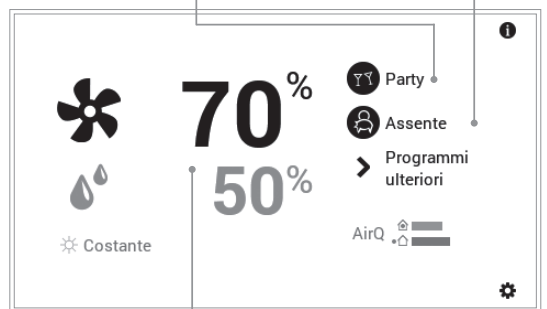 70%
Party
Assente
50%
Programmi
ulteriori
Costante
AirQ